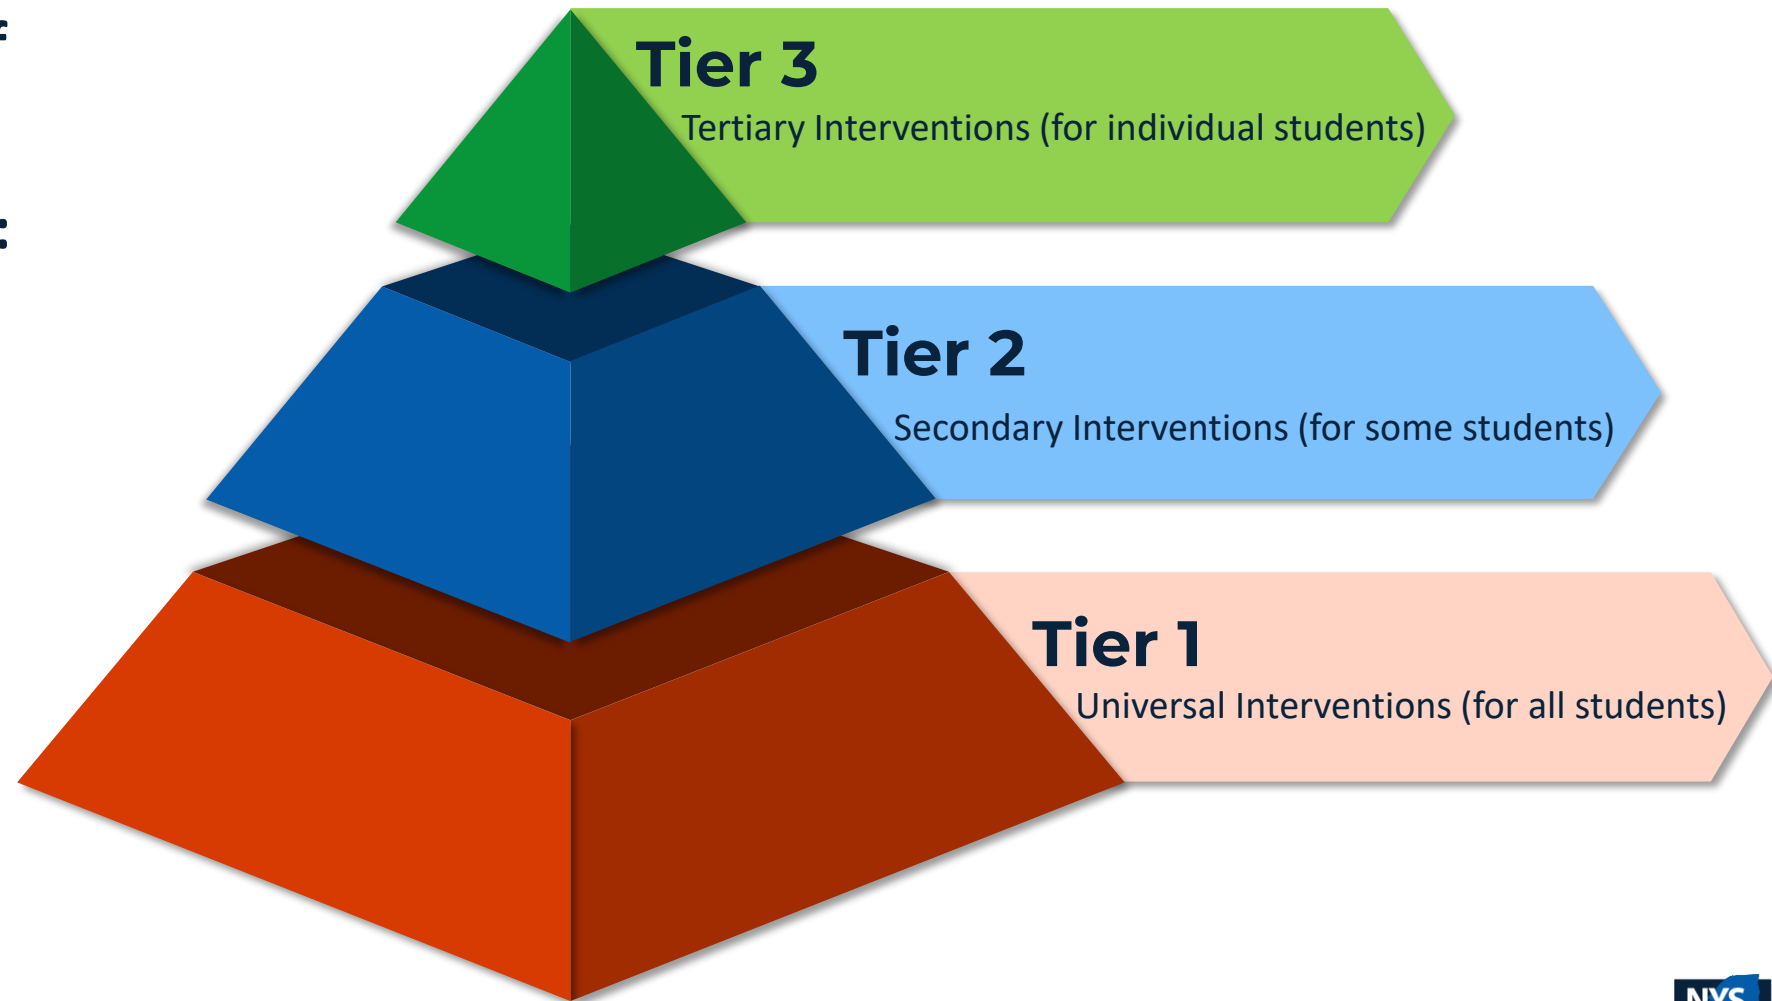 Tier 3
Tertiary Interventions (for individual students)
Tier 2
Secondary Interventions (for some students)
Tier 1
Universal Interventions (for all students)
NYS